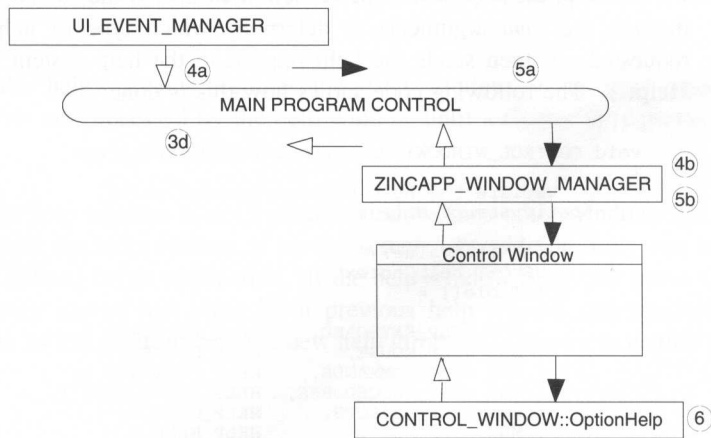 UI_EVENT_MANAGER
4a
5a
MAIN PROGRAM CONTROL
3d
4b
ZINCAPP_WINDOW_MANAGER
5b
Control Window
CONTROL_WINDOW::OptionHelp
6